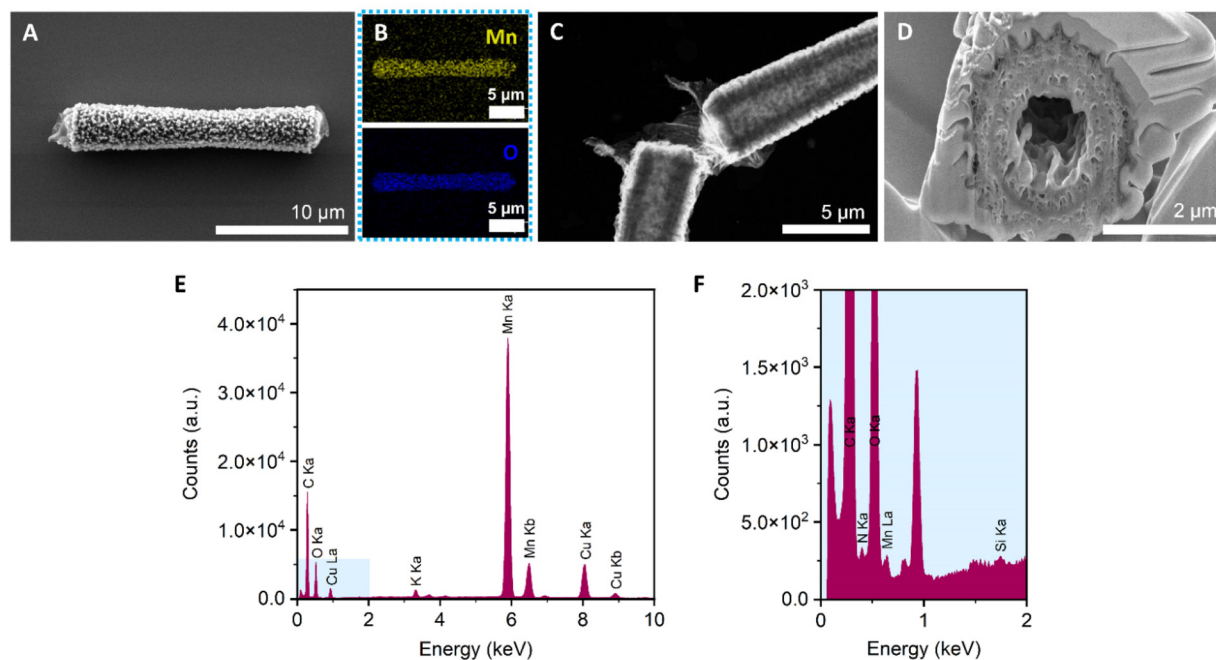 A
10 µm
B
Mn
5 µm
O
5 µm
C
5 µm
D
2 µm
E
Counts (a.u.)
4.0×10⁴
3.0×10⁴
2.0×10⁴
1.0×10⁴
0.0
C Ka
O Ka
Cu La
K Ka
Mn Ka
Mn Kb
Cu Ka
Cu Kb
0 2 4 6 8 10
Energy (keV)
F
Counts (a.u.)
2.0×10³
1.5×10³
1.0×10³
5.0×10²
0.0
C Ka
N Ka
O Ka
Mn La
Si Ka
0 1 2
Energy (keV)